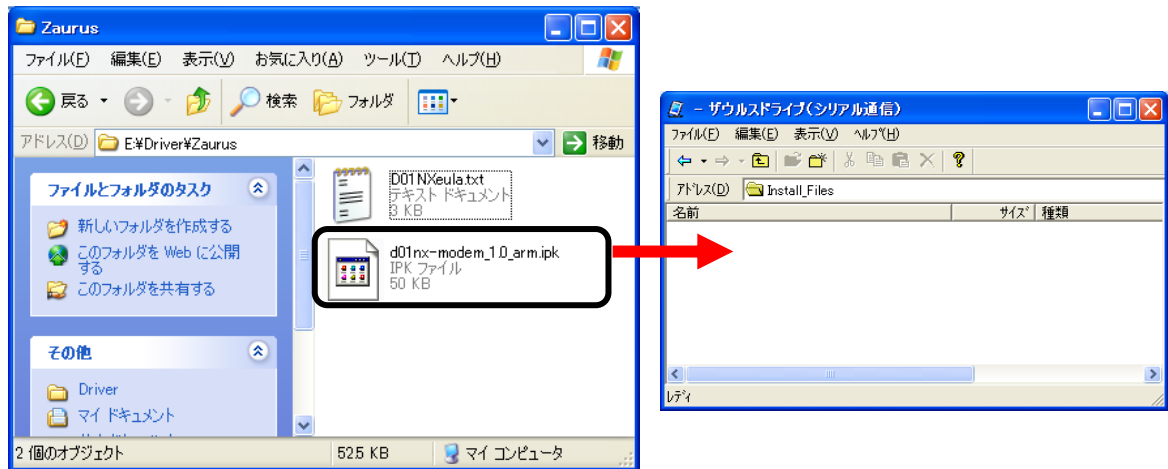 Zaurus
ファイル(F) 編集(E) 表示(V) お気に入り(A) ツール(T) ヘルプ(H)
戻る 検索 フォルダ
アドレス(D) E:¥Driver¥Zaurus 移動
ファイルとフォルダのタスク
新しいフォルダを作成する
このフォルダを Web に公開
する
このフォルダを共有する
その他
Driver
マイ ドキュメント
D01NXeula.txt
テキスト ドキュメント
3 KB
d01nx-modem_1.0_arm.ipk
IPK ファイル
50 KB
2 個のオブジェクト 52.5 KB マイ コンピュータ
- ザウルスドライブ(シリアル通信)
ファイル(F) 編集(E) 表示(V) ヘルプ(H)
アドレス(D) Install_Files
名前 サイズ 種類
レディ